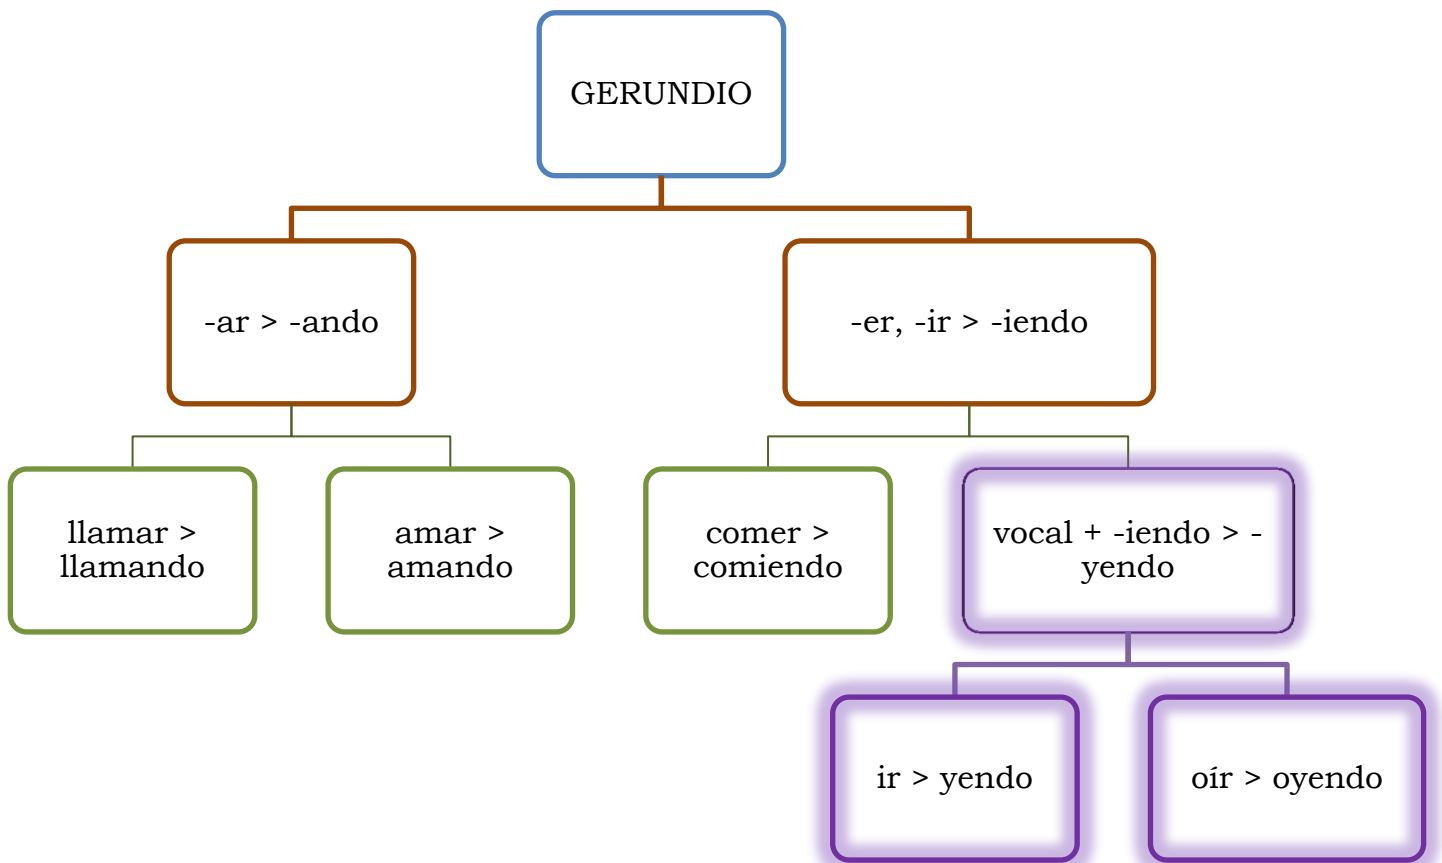 GERUNDIO
-ar > -ando
-er, -ir > -iendo
llamar >
llamando
amar >
amando
comer >
comiendo
vocal + -iendo > -
yendo
ir > yendo
oír > oyendo